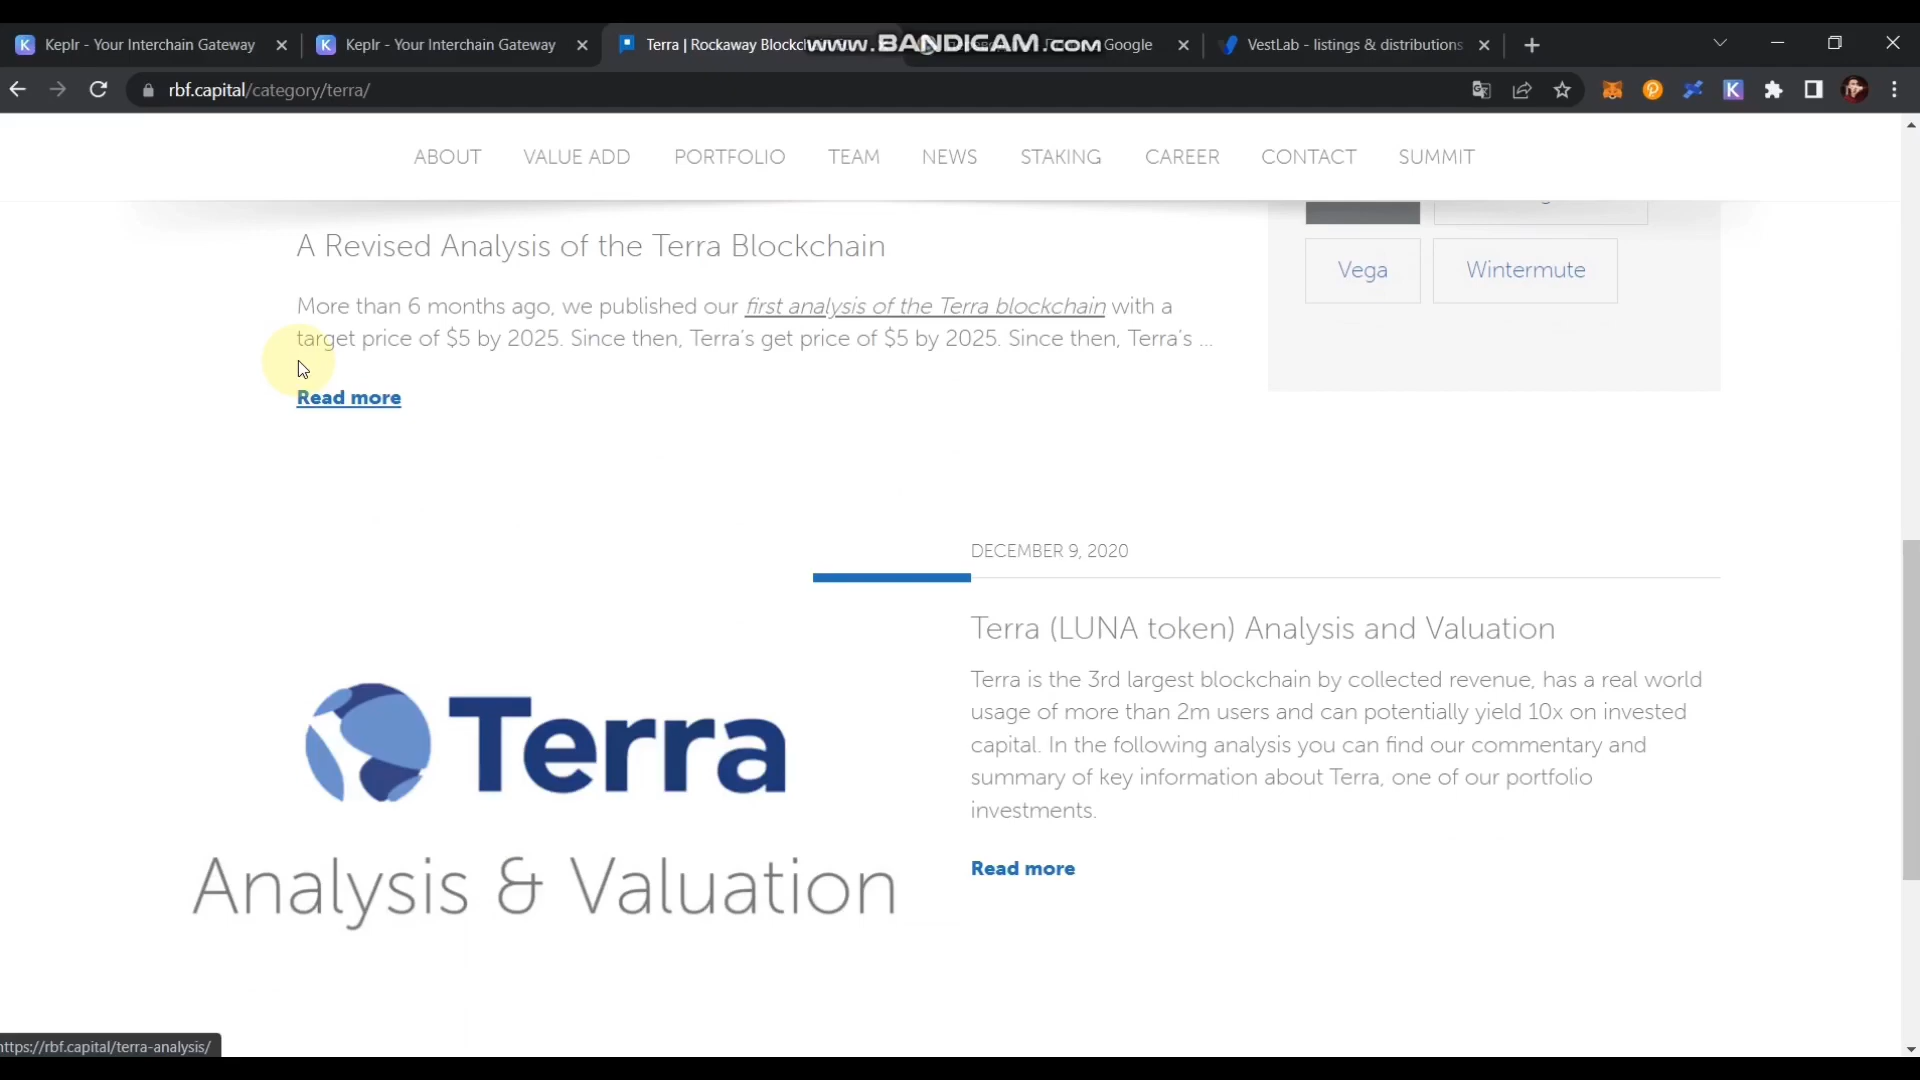 Keplr - Your Interchain Gateway
Keplr - Your Interchain Gateway
Terra | Rockaway Blockch
www.BANDICAM.com
Google
VestLab - listings & distributions
rbf.capital/category/terra/
ABOUT
VALUE ADD
PORTFOLIO
TEAM
NEWS
STAKING
CAREER
CONTACT
SUMMIT
A Revised Analysis of the Terra Blockchain
More than 6 months ago, we published our first analysis of the Terra blockchain with a
target price of $5 by 2025. Since then, Terra's get price of $5 by 2025. Since then, Terra's ...
Read more
Vega
Wintermute
DECEMBER 9, 2020
Terra (LUNA token) Analysis and Valuation
Terra is the 3rd largest blockchain by collected revenue, has a real world
usage of more than 2m users and can potentially yield 10x on invested
capital. In the following analysis you can find our commentary and
summary of key information about Terra, one of our portfolio
investments.
Read more
Terra
Analysis & Valuation
https://rbf.capital/terra-analysis/